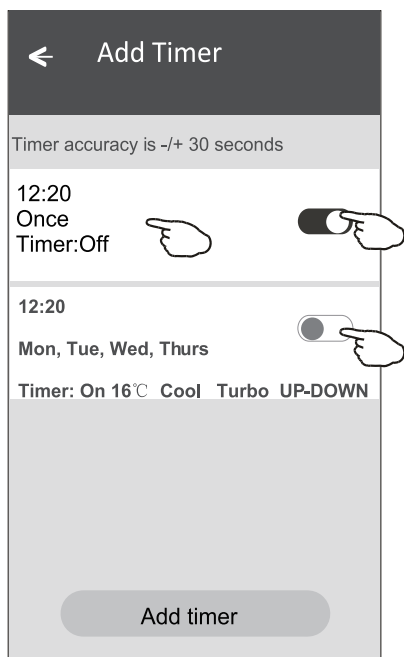 Add Timer
Timer accuracy is -/+ 30 seconds
12:20
Once
Timer:Off
12:20
Mon, Tue, Wed, Thurs
Timer: On 16℃ Cool Turbo UP-DOWN
Add timer